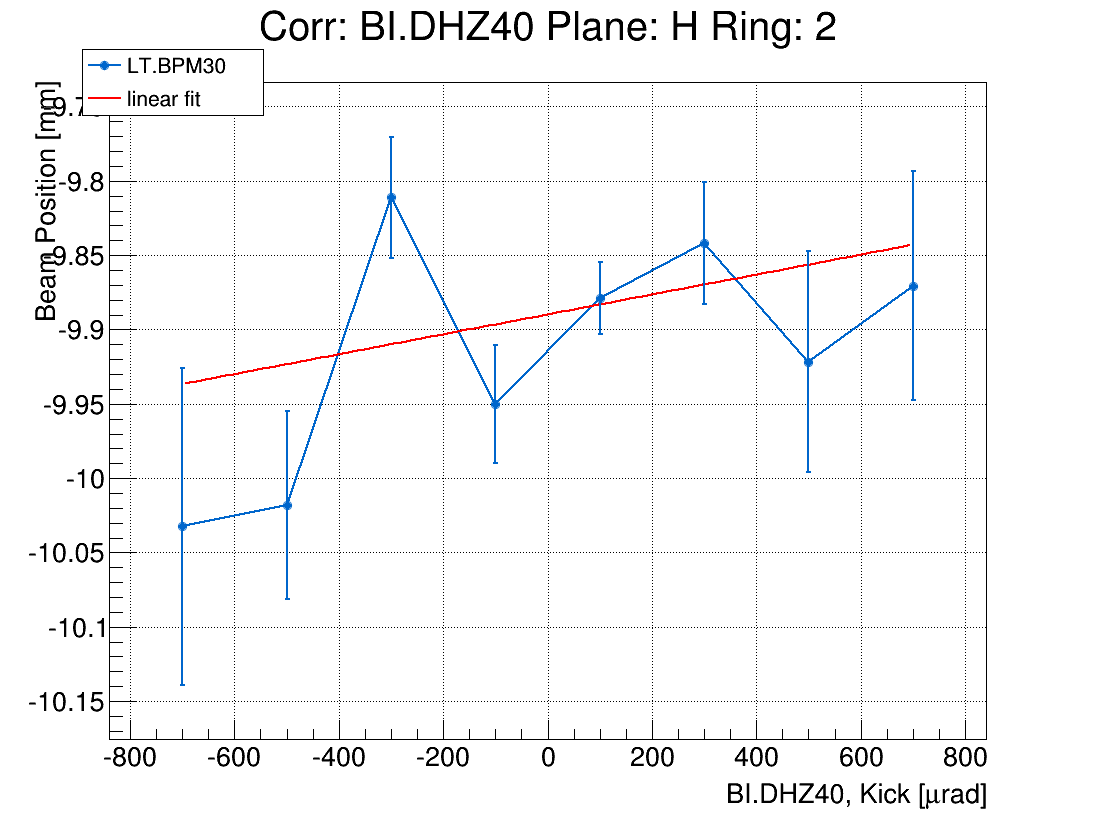 Corr: BI.DHZ40 Plane: H Ring: 2
LT.BPM30
linear fit
Beam Position [mm]
-9.8
-9.85
-9.9
-9.95
-10
-10.05
-10.1
-10.15
-800 -600 -400 -200 0 200 400 600 800
BI.DHZ40, Kick [μrad]